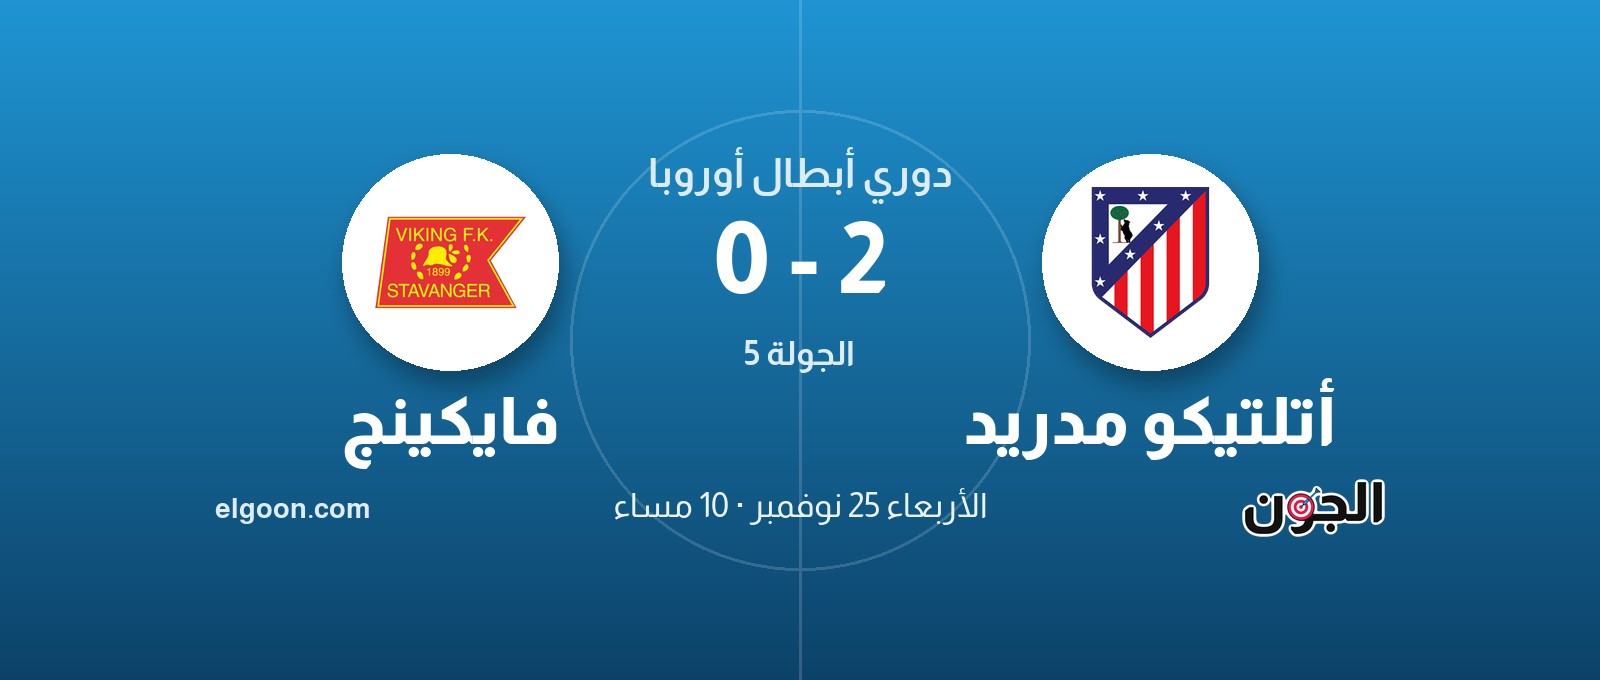 دوري أبطال أوروبا
0 - 2
الجولة 5
VIKING F.K.
1899
STAVANGER
أتلتيكو مدريد
فايكينج
الجون
الأربعاء 25 نوفمبر · 10 مساء
elgoon.com